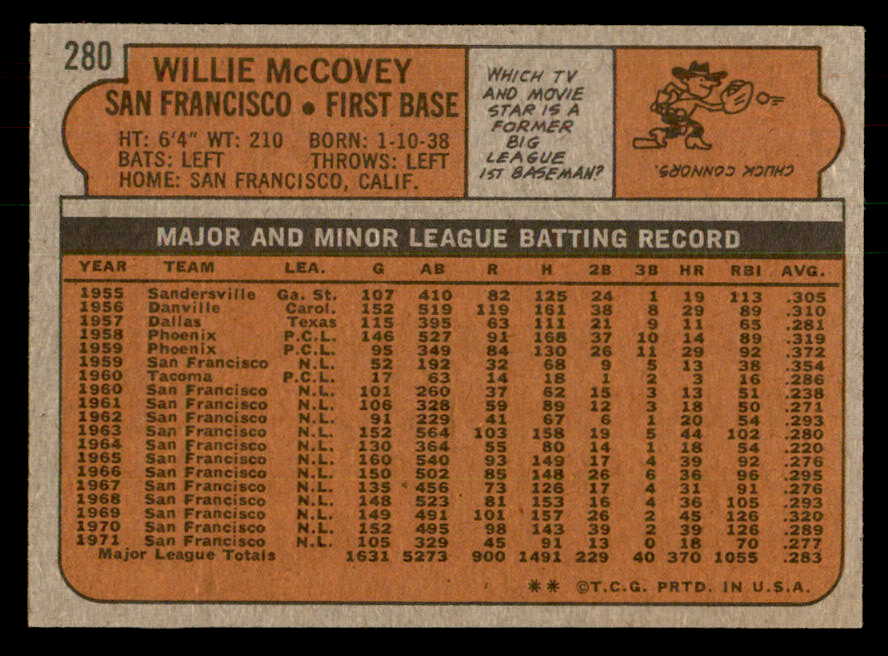 280
WILLIE McCOVEY
SAN FRANCISCO • FIRST BASE
HT: 6'4" WT: 210 BORN: 1-10-38
BATS: LEFT THROWS: LEFT
HOME: SAN FRANCISCO, CALIF.
WHICH TV
AND MOVIE
STAR IS A
FORMER
BIG
LEAGUE
1ST BASEMAN?
CHUCK CONNORS.
MAJOR AND MINOR LEAGUE BATTING RECORD
YEAR TEAM LEA. G AB R H 2B 3B HR RBI AVG.
1955 Sandersville Ga. St. 107 410 82 125 24 1 19 113 .305
1956 Danville Carol. 152 519 119 161 38 8 29 89 .310
1957 Dallas Texas 115 395 63 111 21 9 11 65 .281
1958 Phoenix P.C.L. 146 527 91 168 37 10 14 89 .319
1959 Phoenix P.C.L. 95 349 84 130 26 11 29 92 .372
1959 San Francisco N.L. 52 192 32 68 9 5 13 38 .354
1960 Tacoma P.C.L. 17 63 14 18 1 2 3 16 .286
1960 San Francisco N.L. 101 260 37 62 15 3 13 51 .238
1961 San Francisco N.L. 106 328 59 89 12 3 18 50 .271
1962 San Francisco N.L. 91 229 41 67 6 1 20 54 .293
1963 San Francisco N.L. 152 564 103 158 19 5 44 102 .280
1964 San Francisco N.L. 130 364 55 80 14 1 18 54 .220
1965 San Francisco N.L. 160 540 93 149 17 4 39 92 .276
1966 San Francisco N.L. 150 502 85 148 26 6 36 96 .295
1967 San Francisco N.L. 135 456 73 126 17 4 31 91 .276
1968 San Francisco N.L. 148 523 81 153 16 4 36 105 .293
1969 San Francisco N.L. 149 491 101 157 26 2 45 126 .320
1970 San Francisco N.L. 152 495 98 143 39 2 39 126 .289
1971 San Francisco N.L. 105 329 45 91 13 0 18 70 .277
Major League Totals 1631 5273 900 1491 229 40 370 1055 .283
** ©T.C.G. PRTD. IN U.S.A.